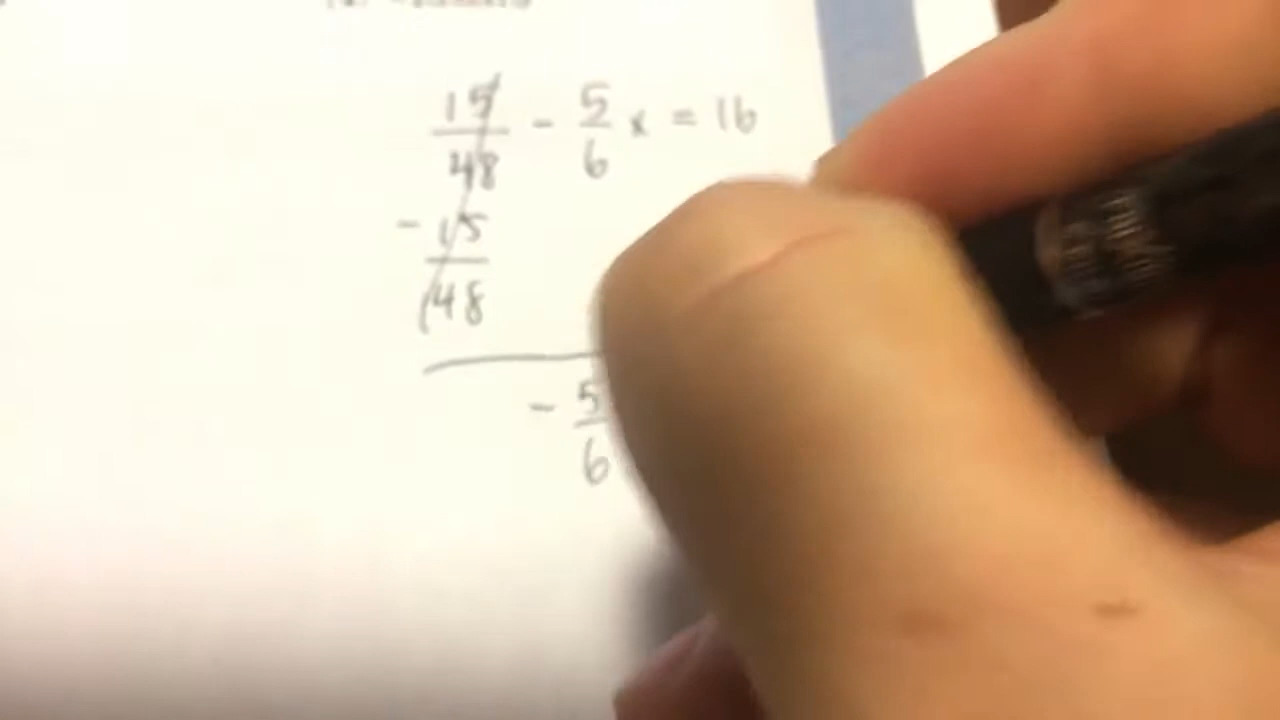 15/48 - 5/6 x = 16
- 15/48
- 5/6